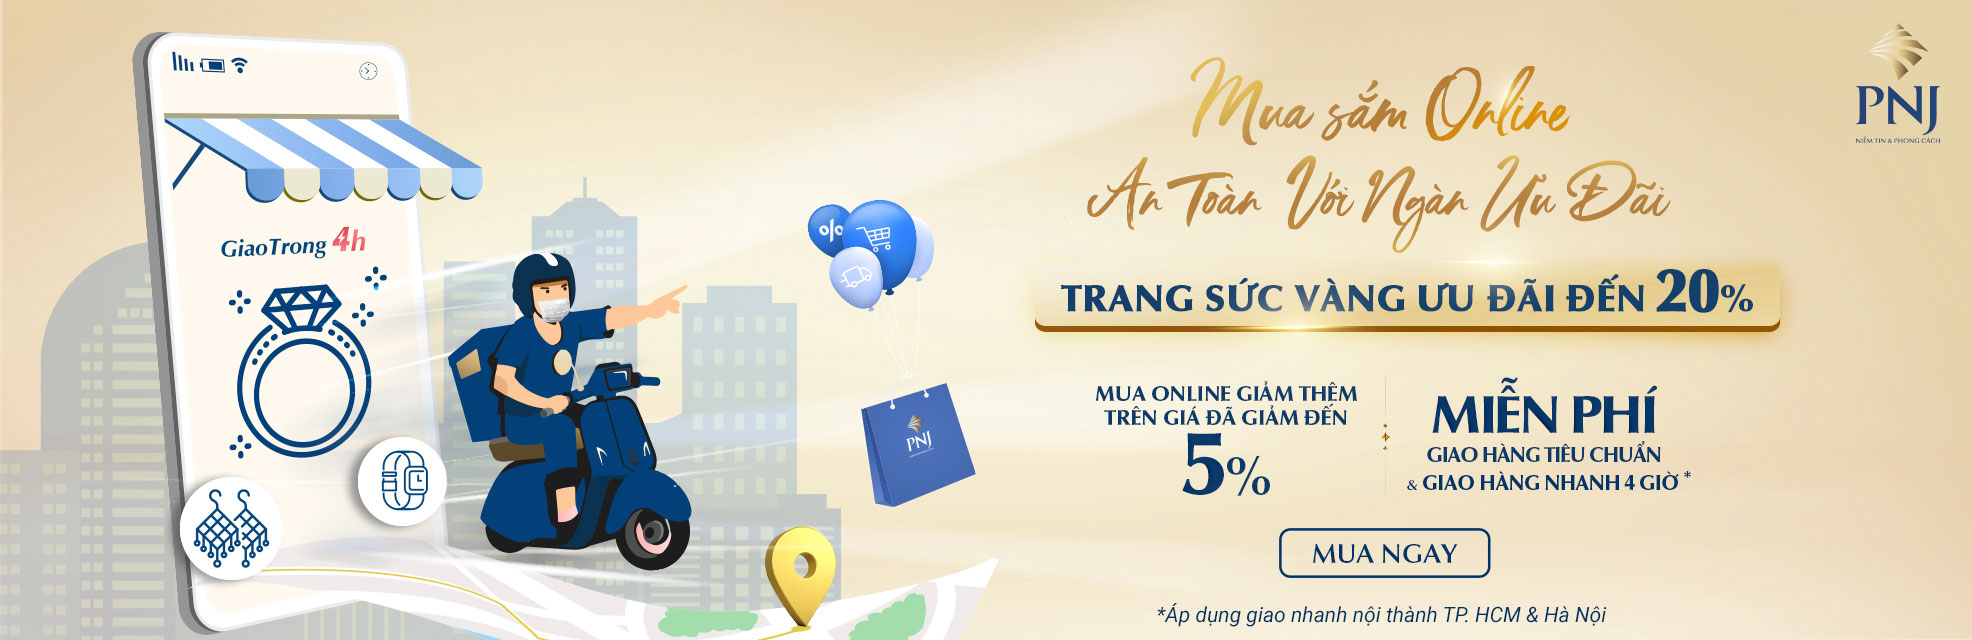 GiaoTrong 4h
%
PNJ
Mua sắm Online
An Toàn Với Ngàn Ưu Đãi
TRANG SỨC VÀNG ƯU ĐÃI ĐẾN 20%
MUA ONLINE GIẢM THÊM
TRÊN GIÁ ĐÃ GIẢM ĐẾN
5%
MIỄN PHÍ
GIAO HÀNG TIÊU CHUẨN
& GIAO HÀNG NHANH 4 GIỜ *
MUA NGAY
*Áp dụng giao nhanh nội thành TP. HCM & Hà Nội
PNJ
NIỀM TIN & PHONG CÁCH